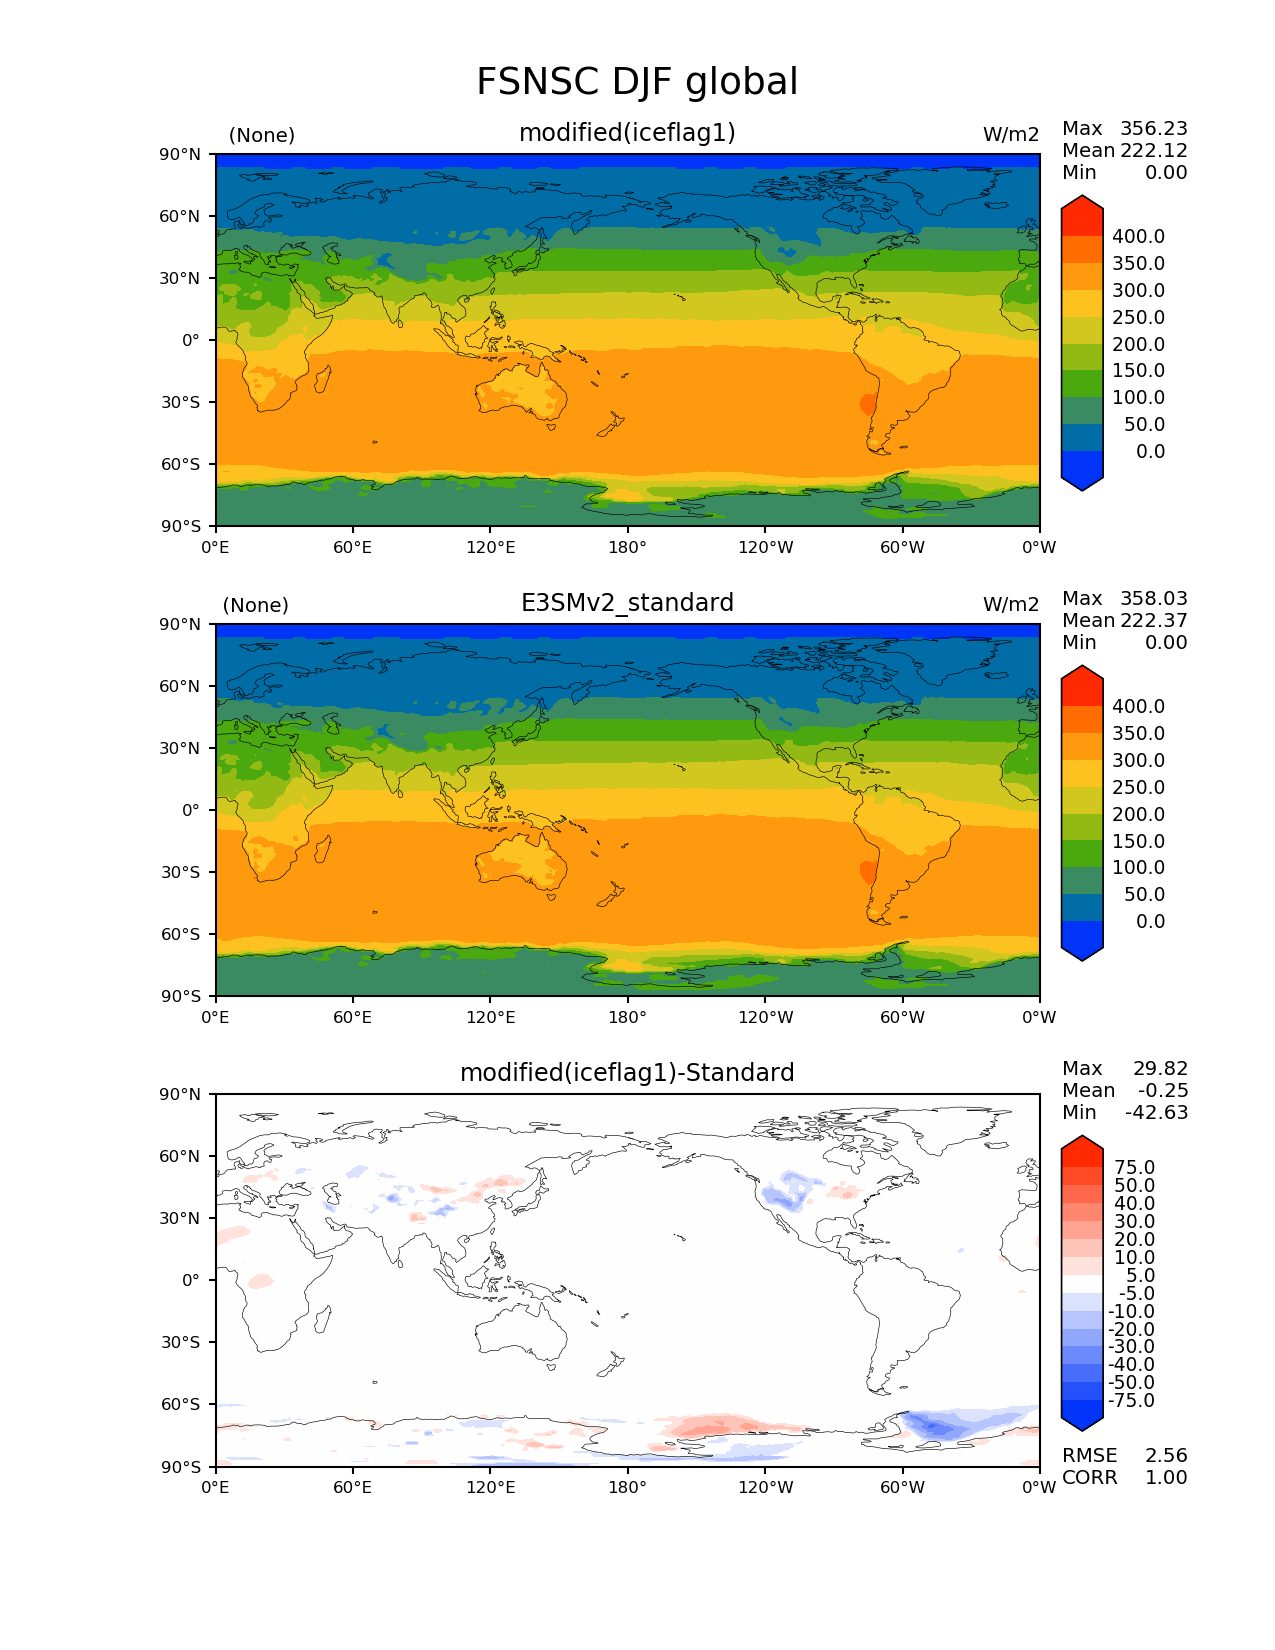 FSNSC DJF global
(None) modified(iceflag1) W/m2
Max 356.23
Mean 222.12
Min 0.00
90°N
60°N
30°N
0°
30°S
60°S
90°S
0°E 60°E 120°E 180° 120°W 60°W 0°W
400.0
350.0
300.0
250.0
200.0
150.0
100.0
50.0
0.0
(None) E3SMv2_standard W/m2
Max 358.03
Mean 222.37
Min 0.00
90°N
60°N
30°N
0°
30°S
60°S
90°S
0°E 60°E 120°E 180° 120°W 60°W 0°W
400.0
350.0
300.0
250.0
200.0
150.0
100.0
50.0
0.0
modified(iceflag1)-Standard
Max 29.82
Mean -0.25
Min -42.63
90°N
60°N
30°N
0°
30°S
60°S
90°S
0°E 60°E 120°E 180° 120°W 60°W 0°W
75.0
50.0
40.0
30.0
20.0
10.0
5.0
-5.0
-10.0
-20.0
-30.0
-40.0
-50.0
-75.0
RMSE 2.56
CORR 1.00